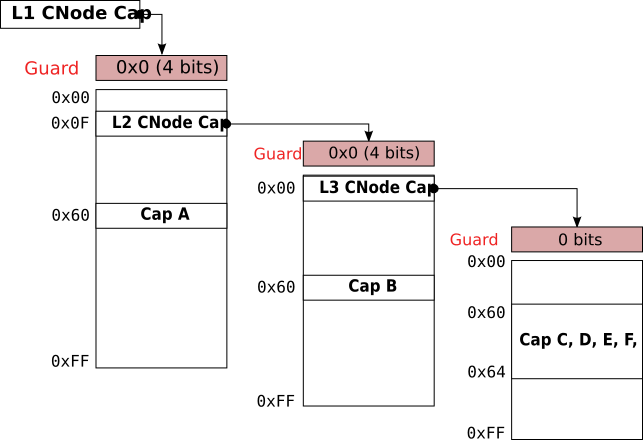 L1 CNode Cap
Guard 0x0 (4 bits)
0x00
0x0F L2 CNode Cap
Guard 0x0 (4 bits)
0x00 L3 CNode Cap
0x60 Cap A
Guard 0 bits
0x00
0x60 Cap B
0x60
Cap C, D, E, F,
0xFF
0x64
0xFF
0xFF